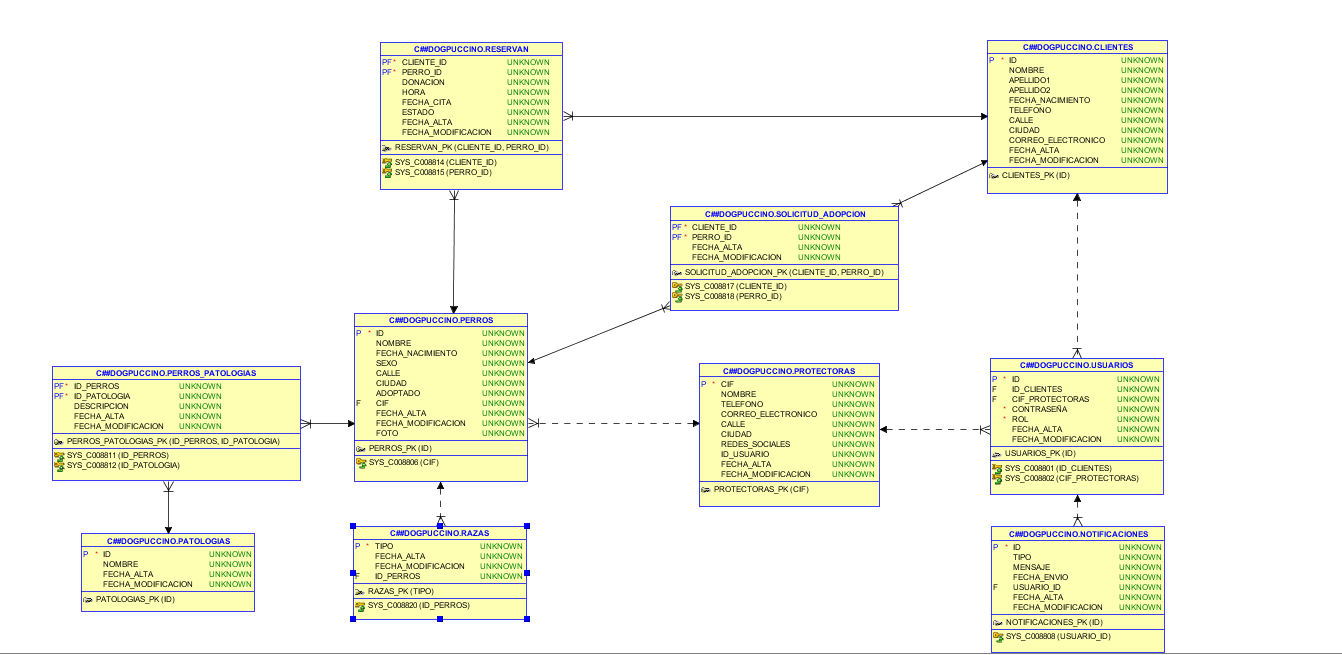 C##DOGPUCCINO.RESERVAN
PF* CLIENTE_ID UNKNOWN
PF* PERRO_ID UNKNOWN
DONACION UNKNOWN
HORA UNKNOWN
FECHA_CITA UNKNOWN
ESTADO UNKNOWN
FECHA_ALTA UNKNOWN
FECHA_MODIFICACION UNKNOWN
RESERVAN_PK (CLIENTE_ID, PERRO_ID)
SYS_C008814 (CLIENTE_ID)
SYS_C008815 (PERRO_ID)
C##DOGPUCCINO.CLIENTES
P * ID UNKNOWN
NOMBRE UNKNOWN
APELLIDO1 UNKNOWN
APELLIDO2 UNKNOWN
FECHA_NACIMIENTO UNKNOWN
TELEFONO UNKNOWN
CALLE UNKNOWN
CIUDAD UNKNOWN
CORREO_ELECTRONICO UNKNOWN
FECHA_ALTA UNKNOWN
FECHA_MODIFICACION UNKNOWN
CLIENTES_PK (ID)
C##DOGPUCCINO.SOLICITUD_ADOPCION
PF* CLIENTE_ID UNKNOWN
PF* PERRO_ID UNKNOWN
FECHA_ALTA UNKNOWN
FECHA_MODIFICACION UNKNOWN
SOLICITUD_ADOPCION_PK (CLIENTE_ID, PERRO_ID)
SYS_C008817 (CLIENTE_ID)
SYS_C008818 (PERRO_ID)
C##DOGPUCCINO.PERROS
P * ID UNKNOWN
NOMBRE UNKNOWN
FECHA_NACIMIENTO UNKNOWN
SEXO UNKNOWN
CALLE UNKNOWN
CIUDAD UNKNOWN
ADOPTADO UNKNOWN
F CIF UNKNOWN
FECHA_ALTA UNKNOWN
FECHA_MODIFICACION UNKNOWN
FOTO UNKNOWN
PERROS_PK (ID)
SYS_C008806 (CIF)
C##DOGPUCCINO.PERROS_PATOLOGIAS
PF* ID_PERROS UNKNOWN
PF* ID_PATOLOGIA UNKNOWN
DESCRIPCION UNKNOWN
FECHA_ALTA UNKNOWN
FECHA_MODIFICACION UNKNOWN
PERROS_PATOLOGIAS_PK (ID_PERROS, ID_PATOLOGIA)
SYS_C008811 (ID_PERROS)
SYS_C008812 (ID_PATOLOGIA)
C##DOGPUCCINO.PROTECTORAS
P * CIF UNKNOWN
NOMBRE UNKNOWN
TELEFONO UNKNOWN
CORREO_ELECTRONICO UNKNOWN
CALLE UNKNOWN
CIUDAD UNKNOWN
REDES_SOCIALES UNKNOWN
ID_USUARIO UNKNOWN
FECHA_ALTA UNKNOWN
FECHA_MODIFICACION UNKNOWN
PROTECTORAS_PK (CIF)
C##DOGPUCCINO.USUARIOS
P * ID UNKNOWN
F ID_CLIENTES UNKNOWN
F CIF_PROTECTORAS UNKNOWN
* CONTRASEÑA UNKNOWN
* ROL UNKNOWN
FECHA_ALTA UNKNOWN
FECHA_MODIFICACION UNKNOWN
USUARIOS_PK (ID)
SYS_C008801 (ID_CLIENTES)
SYS_C008802 (CIF_PROTECTORAS)
C##DOGPUCCINO.PATOLOGIAS
P * ID UNKNOWN
NOMBRE UNKNOWN
FECHA_ALTA UNKNOWN
FECHA_MODIFICACION UNKNOWN
PATOLOGIAS_PK (ID)
C##DOGPUCCINO.RAZAS
P * TIPO UNKNOWN
FECHA_ALTA UNKNOWN
FECHA_MODIFICACION UNKNOWN
F ID_PERROS UNKNOWN
RAZAS_PK (TIPO)
SYS_C008820 (ID_PERROS)
C##DOGPUCCINO.NOTIFICACIONES
P * ID UNKNOWN
TIPO UNKNOWN
MENSAJE UNKNOWN
FECHA_ENVIO UNKNOWN
F USUARIO_ID UNKNOWN
FECHA_ALTA UNKNOWN
FECHA_MODIFICACION UNKNOWN
NOTIFICACIONES_PK (ID)
SYS_C008808 (USUARIO_ID)